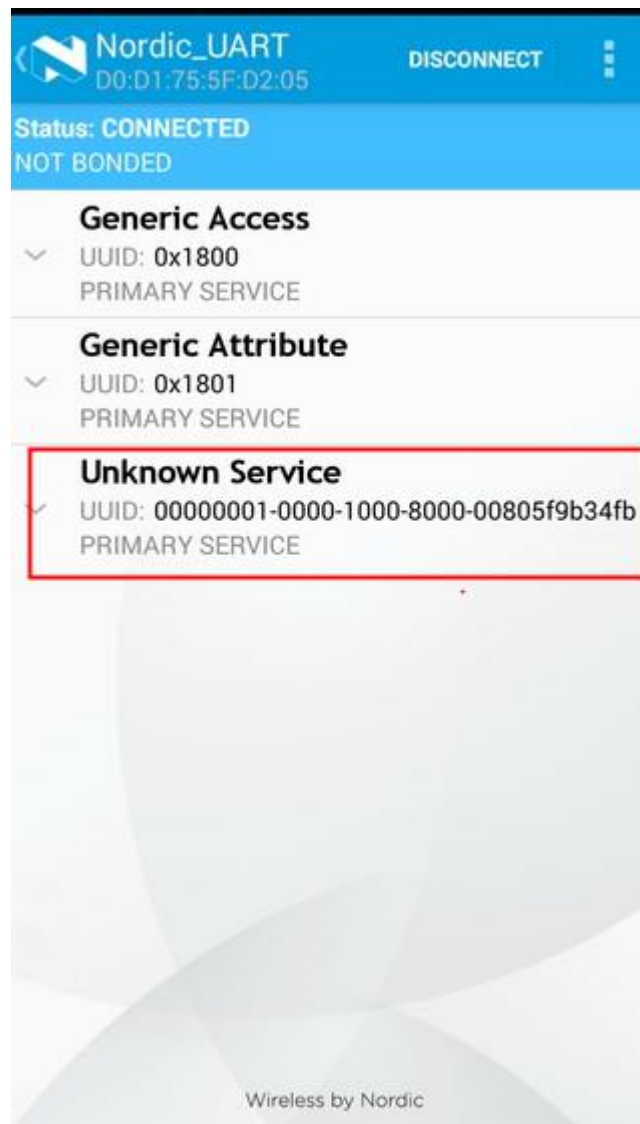 Nordic_UART
D0:D1:75:5F:D2:05
DISCONNECT
Status: CONNECTED
NOT BONDED
Generic Access
UUID: 0x1800
PRIMARY SERVICE
Generic Attribute
UUID: 0x1801
PRIMARY SERVICE
Unknown Service
UUID: 00000001-0000-1000-8000-00805f9b34fb
PRIMARY SERVICE
Wireless by Nordic